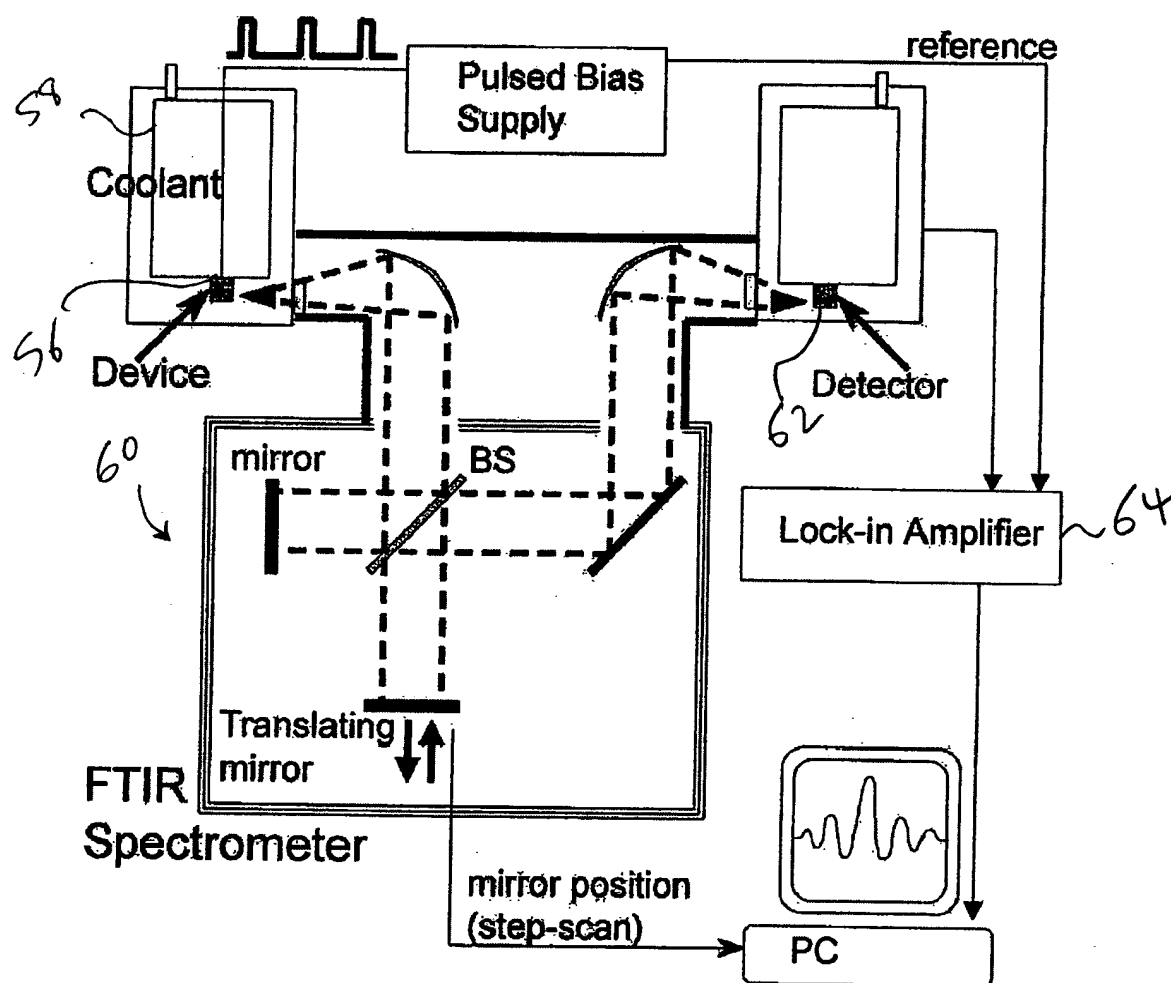 reference
Pulsed Bias
Supply
58
Coolant
56
Device
Detector
62
60
mirror
BS
Lock-in Amplifier
64
Translating
mirror
FTIR
Spectrometer
mirror position
(step-scan)
PC